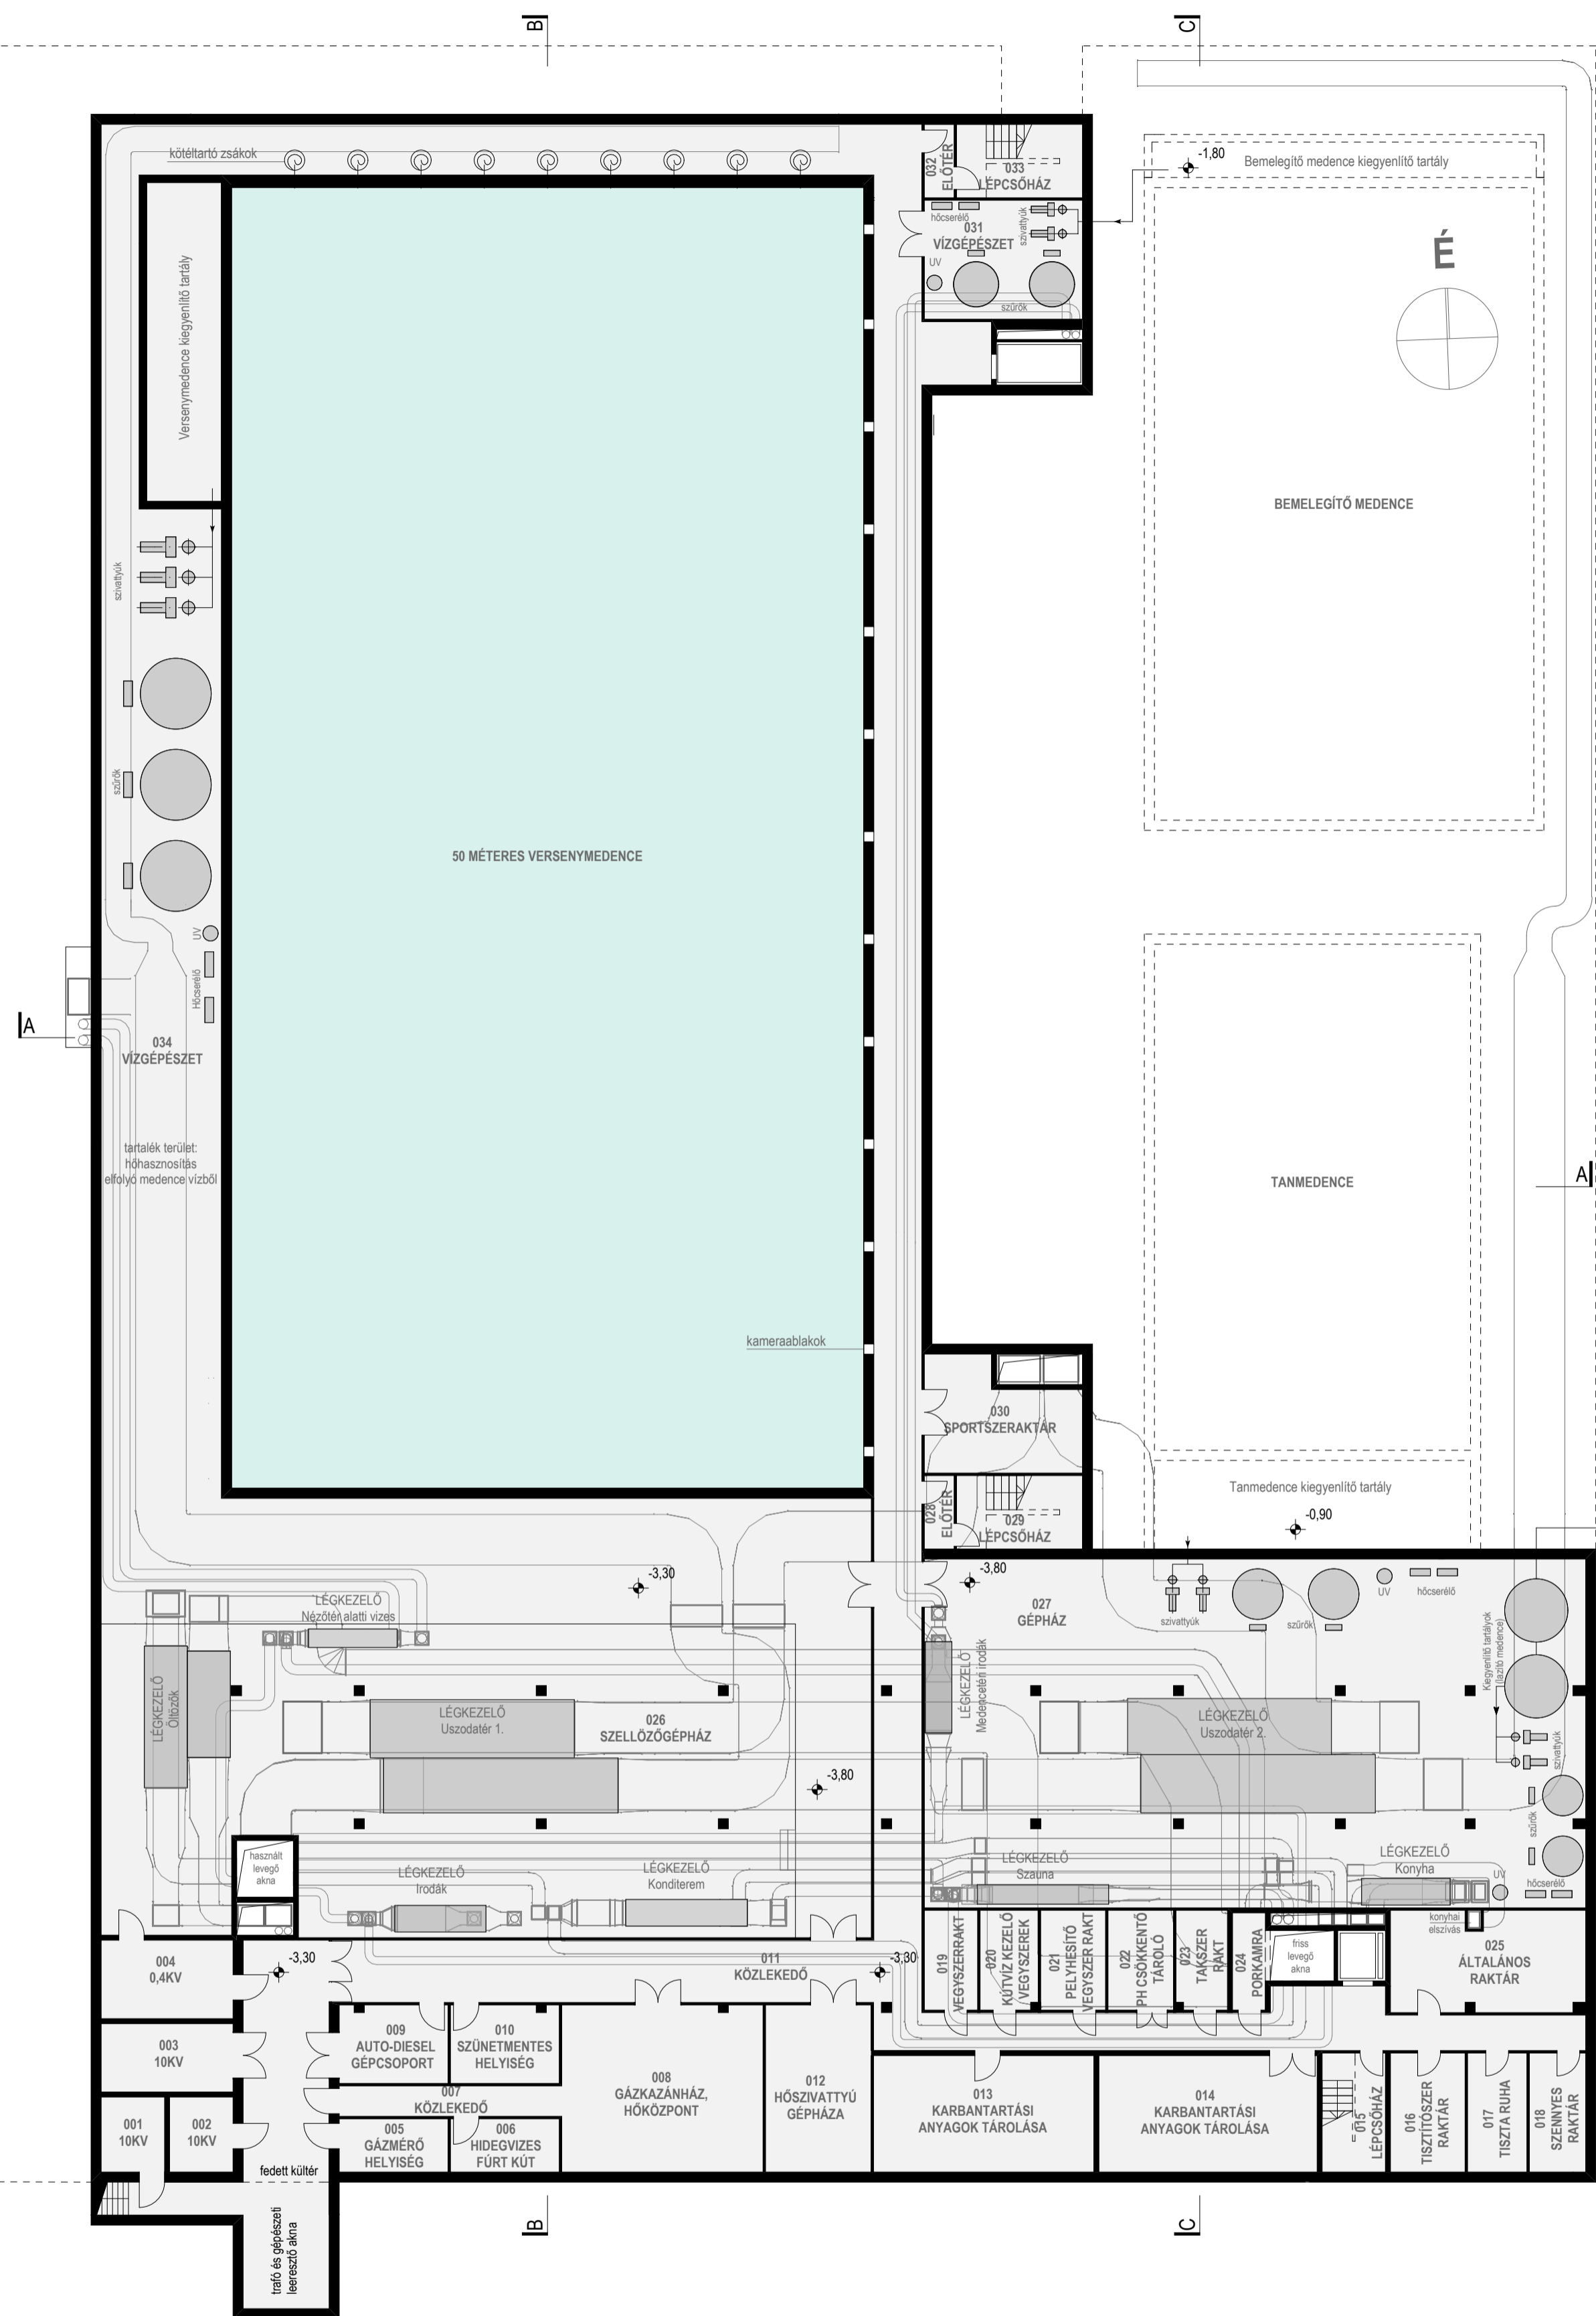 B
C
kötéltartó zsákok
032
ELŐTÉR
033
LÉPCSŐHÁZ
-1,80
Bemelegítő medence kiegyenlítő tartály
hőcserélő
031
VÍZGÉPÉSZET
szivattyúk
UV
szűrők
É
Versenymedence kiegyenlítő tartály
BEMELEGÍTŐ MEDENCE
szivattyúk
szűrők
50 MÉTERES VERSENYMEDENCE
UV
Hőcserélő
A
034
VÍZGÉPÉSZET
tartalék terület:
hőhasznosítás
elfolyó medence vízből
TANMEDENCE
A
kameraablakok
030
SPORTSZERAKTÁR
Tanmedence kiegyenlítő tartály
-0,90
028
ELŐTÉR
029
LÉPCSŐHÁZ
-3,30
-3,80
LÉGKEZELŐ
Nézőtér alatti vizes
027
GÉPHÁZ
szivattyúk
szűrők
UV
hőcserélő
Kiegyenlítő tartályok
(lazító medence)
LÉGKEZELŐ
Öltözők
LÉGKEZELŐ
Uszodatér 1.
026
SZELLÖZŐGÉPHÁZ
LÉGKEZELŐ
Medencetéri irodák
LÉGKEZELŐ
Uszodatér 2.
szivattyúk
-3,80
szűrők
használt
levegő
akna
LÉGKEZELŐ
Irodák
LÉGKEZELŐ
Konditerem
LÉGKEZELŐ
Szauna
LÉGKEZELŐ
Konyha
UV
hőcserélő
konyhai
elszívás
004
0,4KV
-3,30
011
KÖZLEKEDŐ
-3,30
019
VEGYSZERRAKT
020
KÚTVÍZ KEZELŐ
VEGYSZEREK
021
PELYHESÍTŐ
VEGYSZER RAKT
022
PH CSÖKKENTŐ
TÁROLÓ
023
TAKSZER
RAKT
024
PORKAMRA
friss
levegő
akna
025
ÁLTALÁNOS
RAKTÁR
003
10KV
009
AUTO-DIESEL
GÉPCSOPORT
010
SZÜNETMENTES
HELYISÉG
008
GÁZKAZÁNHÁZ,
HŐKÖZPONT
012
HŐSZIVATTYÚ
GÉPHÁZA
007
KÖZLEKEDŐ
013
KARBANTARTÁSI
ANYAGOK TÁROLÁSA
014
KARBANTARTÁSI
ANYAGOK TÁROLÁSA
015
LÉPCSŐHÁZ
016
TISZTÍTÓSZER
RAKTÁR
017
TISZTA RUHA
018
SZENNYES
RAKTÁR
001
10KV
002
10KV
005
GÁZMÉRŐ
HELYISÉG
006
HIDEGVIZES
FÚRT KÚT
fedett kültér
trafó és gépészeti
leeresztő akna
B
C